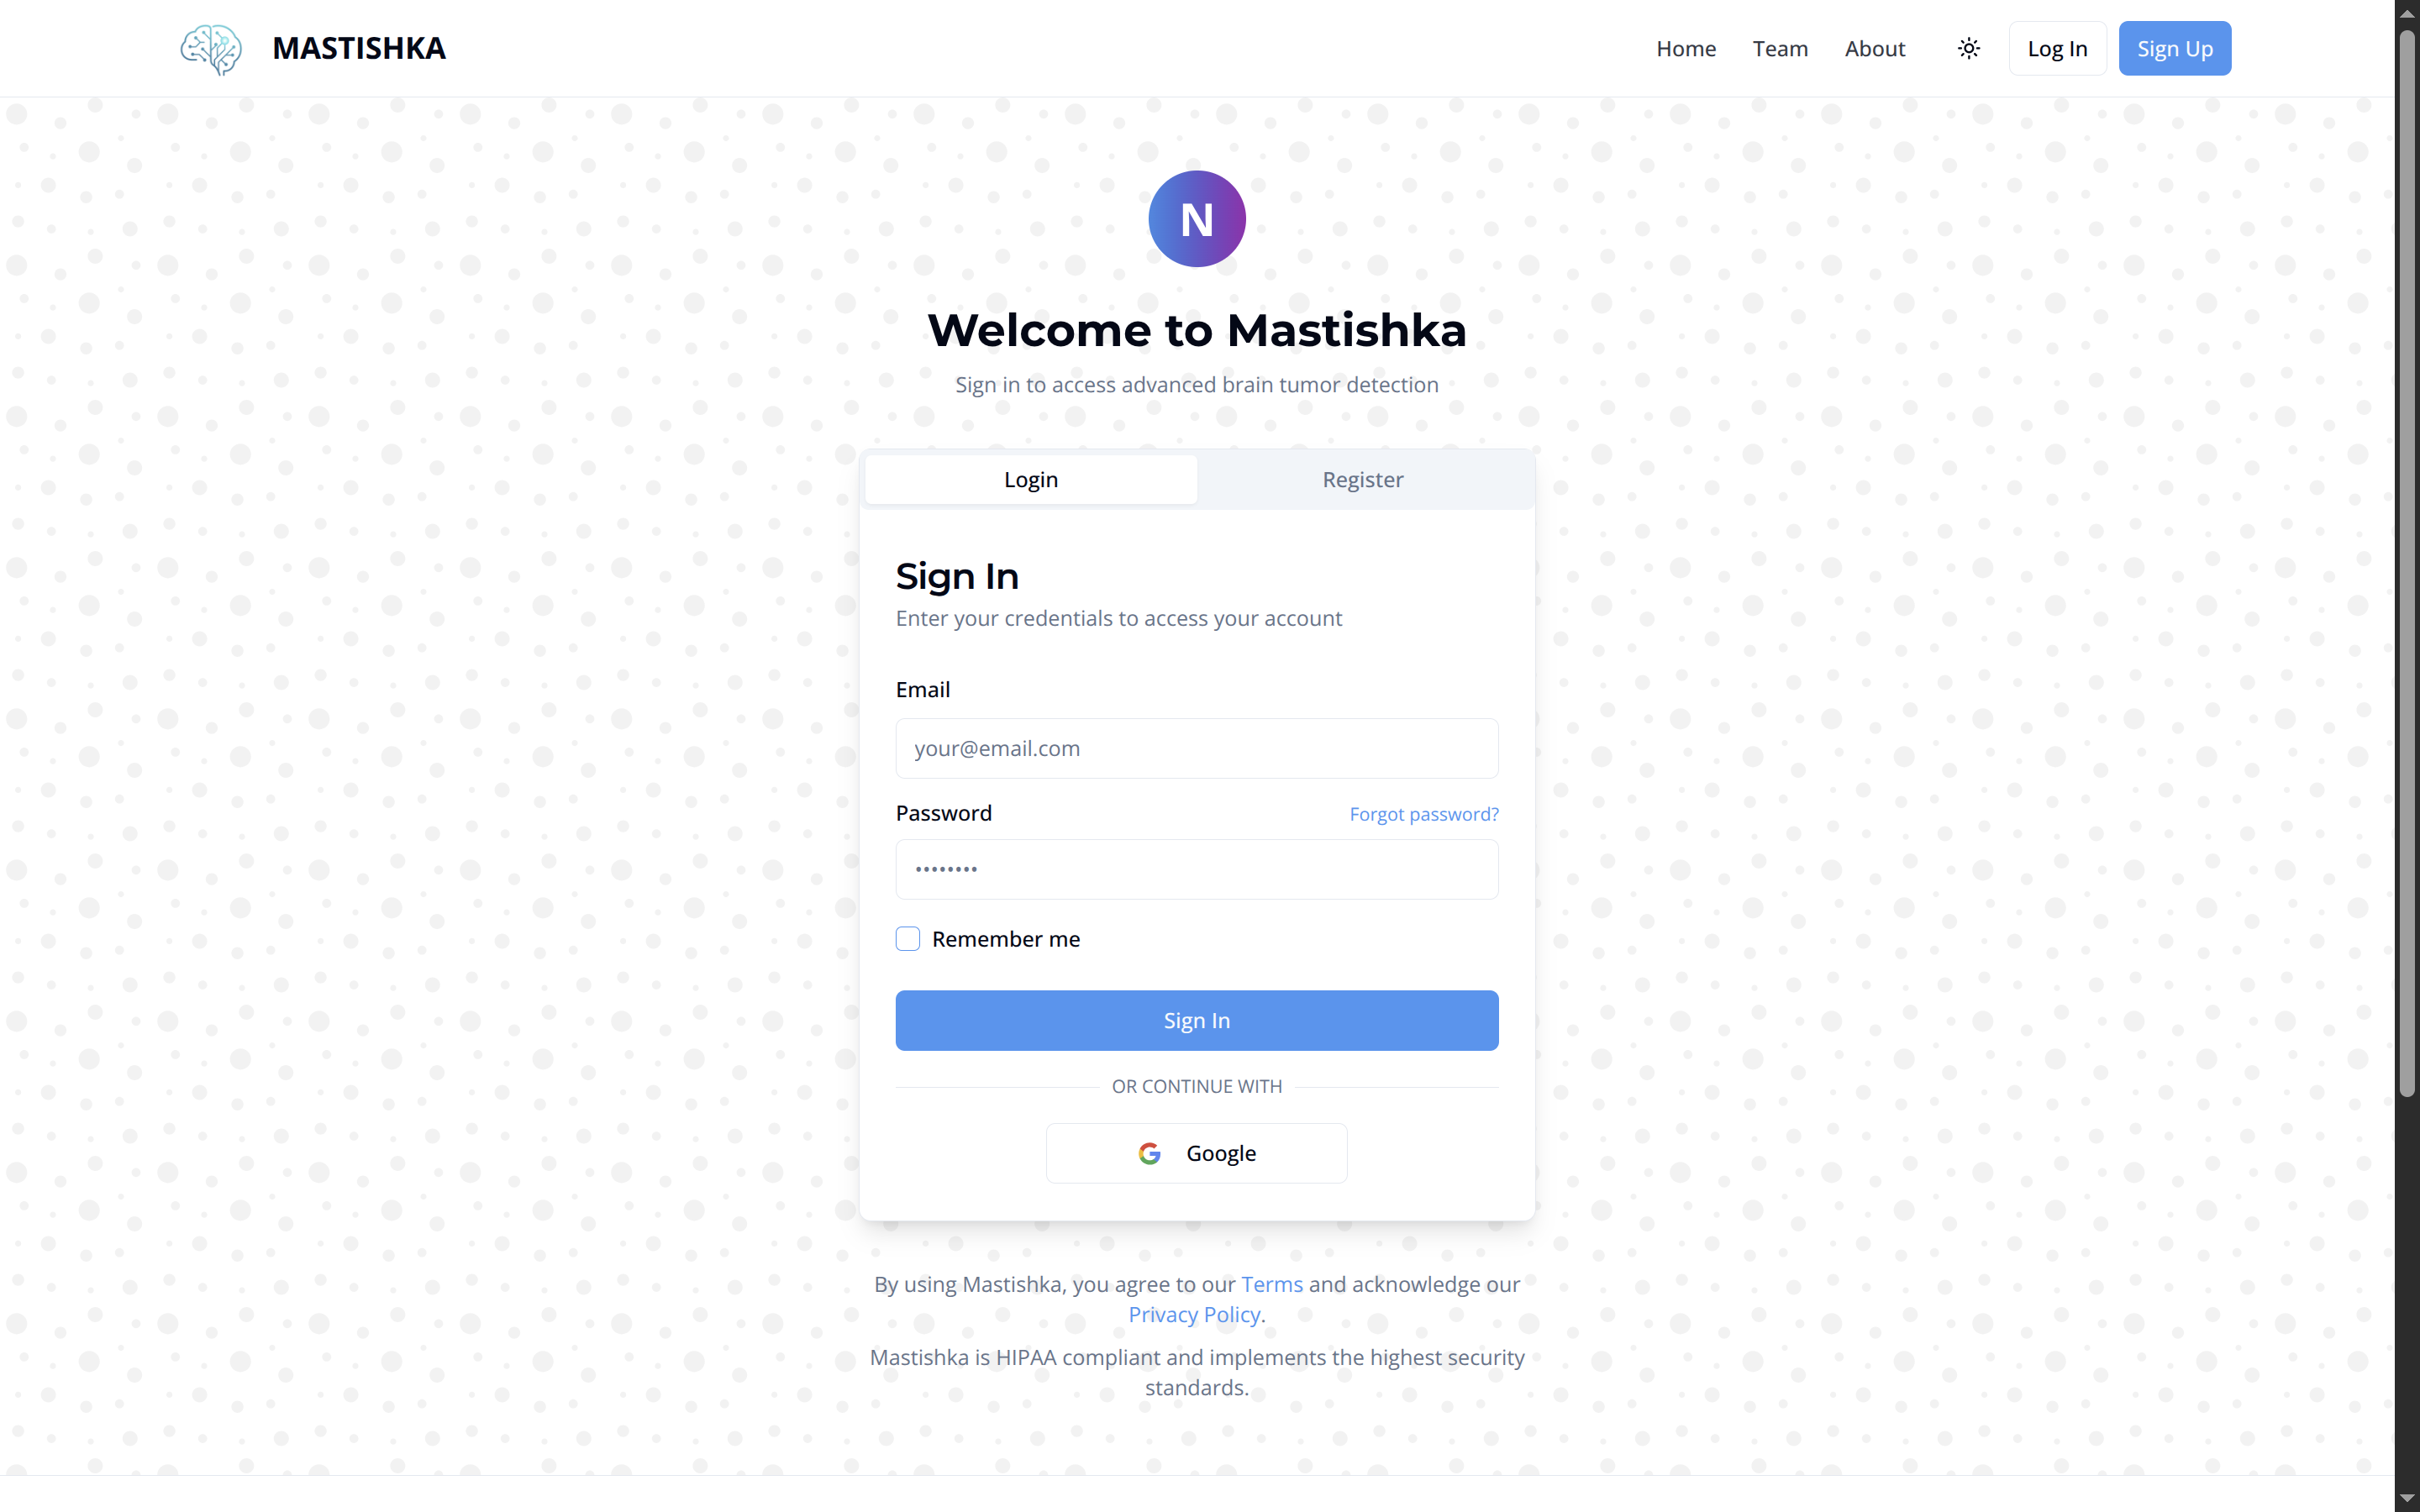 MASTISHKA
Home Team About Log In Sign Up
N
Welcome to Mastishka
Sign in to access advanced brain tumor detection
Login Register
Sign In
Enter your credentials to access your account
Email
your@email.com
Password Forgot password?
••••••••
Remember me
Sign In
OR CONTINUE WITH
Google
By using Mastishka, you agree to our Terms and acknowledge our
Privacy Policy.
Mastishka is HIPAA compliant and implements the highest security
standards.